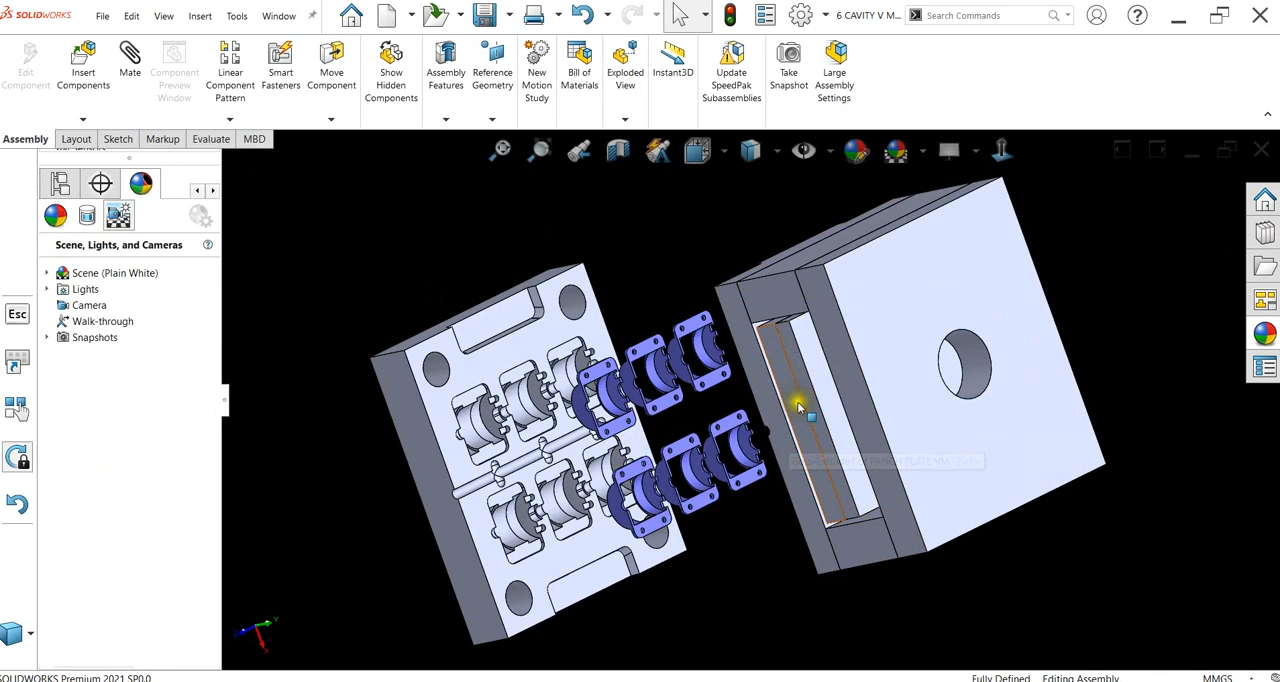 SOLIDWORKS File Edit View Insert Tools Window 6 CAVITY V M... Search Commands
Edit Component
Insert Components
Mate
Component Preview Window
Linear Component Pattern
Smart Fasteners
Move Component
Show Hidden Components
Assembly Features
Reference Geometry
New Motion Study
Bill of Materials
Exploded View
Instant3D
Update SpeedPak Subassemblies
Take Snapshot
Large Assembly Settings
Assembly Layout Sketch Markup Evaluate MBD
Scene, Lights, and Cameras
Scene (Plain White)
Lights
Camera
Walk-through
Snapshots
Esc
SOLIDWORKS Premium 2021 SP0.0 Fully Defined. Editing Assembly MMGS